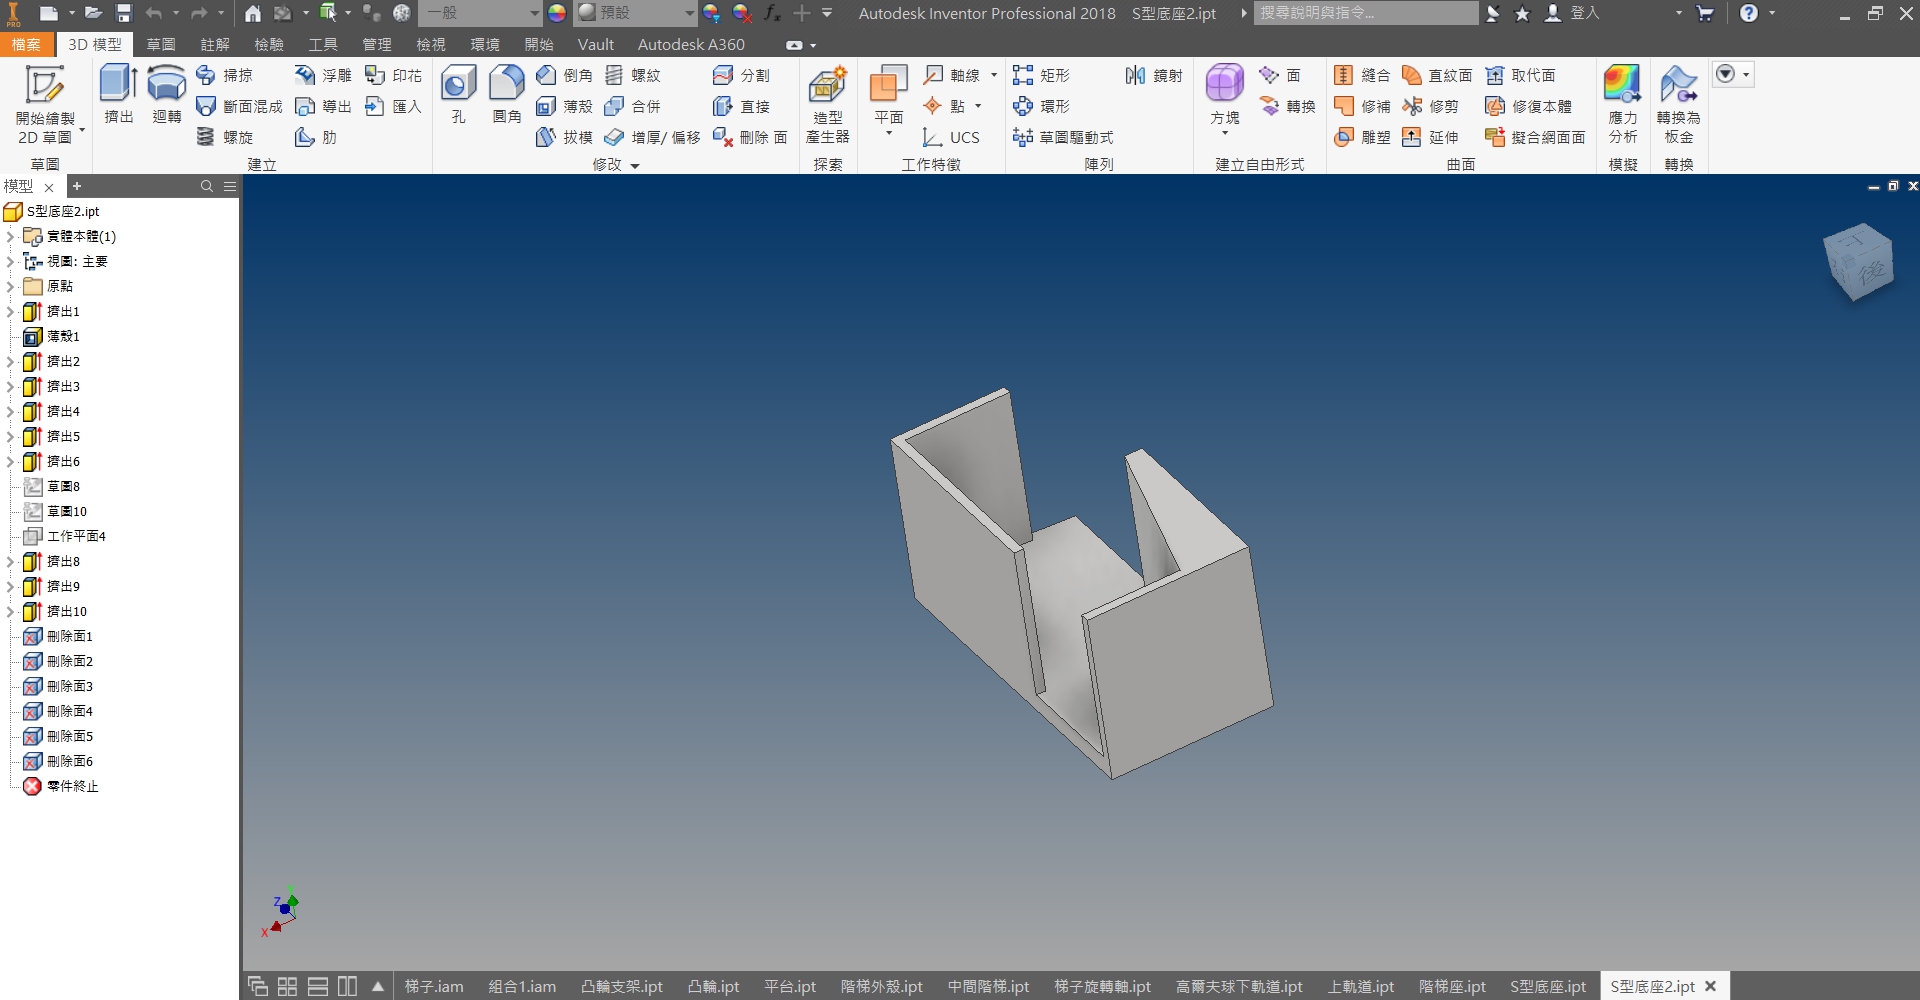 一般
預設
Autodesk Inventor Professional 2018 S型底座2.ipt
搜尋說明與指令...
登入
檔案 3D 模型 草圖 註解 檢驗 工具 管理 檢視 環境 開始 Vault Autodesk A360
開始繪製
2D 草圖
草圖
擠出
迴轉
掃掠
斷面混成
螺旋
浮雕
導出
肋
印花
匯入
建立
孔
圓角
倒角
薄殼
拔模
螺紋
合併
增厚/ 偏移
分割
直接
刪除 面
修改
造型
產生器
探索
平面
軸線
點
UCS
工作特徵
矩形
環形
草圖驅動式
鏡射
陣列
方塊
面
轉換
建立自由形式
縫合
修補
雕塑
直紋面
修剪
延伸
取代面
修復本體
擬合網面面
曲面
應力
分析
模擬
轉換為
板金
轉換
模型
S型底座2.ipt
實體本體(1)
視圖: 主要
原點
擠出1
薄殼1
擠出2
擠出3
擠出4
擠出5
擠出6
草圖8
草圖10
工作平面4
擠出8
擠出9
擠出10
刪除面1
刪除面2
刪除面3
刪除面4
刪除面5
刪除面6
零件終止
後
Z
X
梯子.iam 組合1.iam 凸輪支架.ipt 凸輪.ipt 平台.ipt 階梯外殼.ipt 中間階梯.ipt 梯子旋轉軸.ipt 高爾夫球下軌道.ipt 上軌道.ipt 階梯座.ipt S型底座.ipt S型底座2.ipt